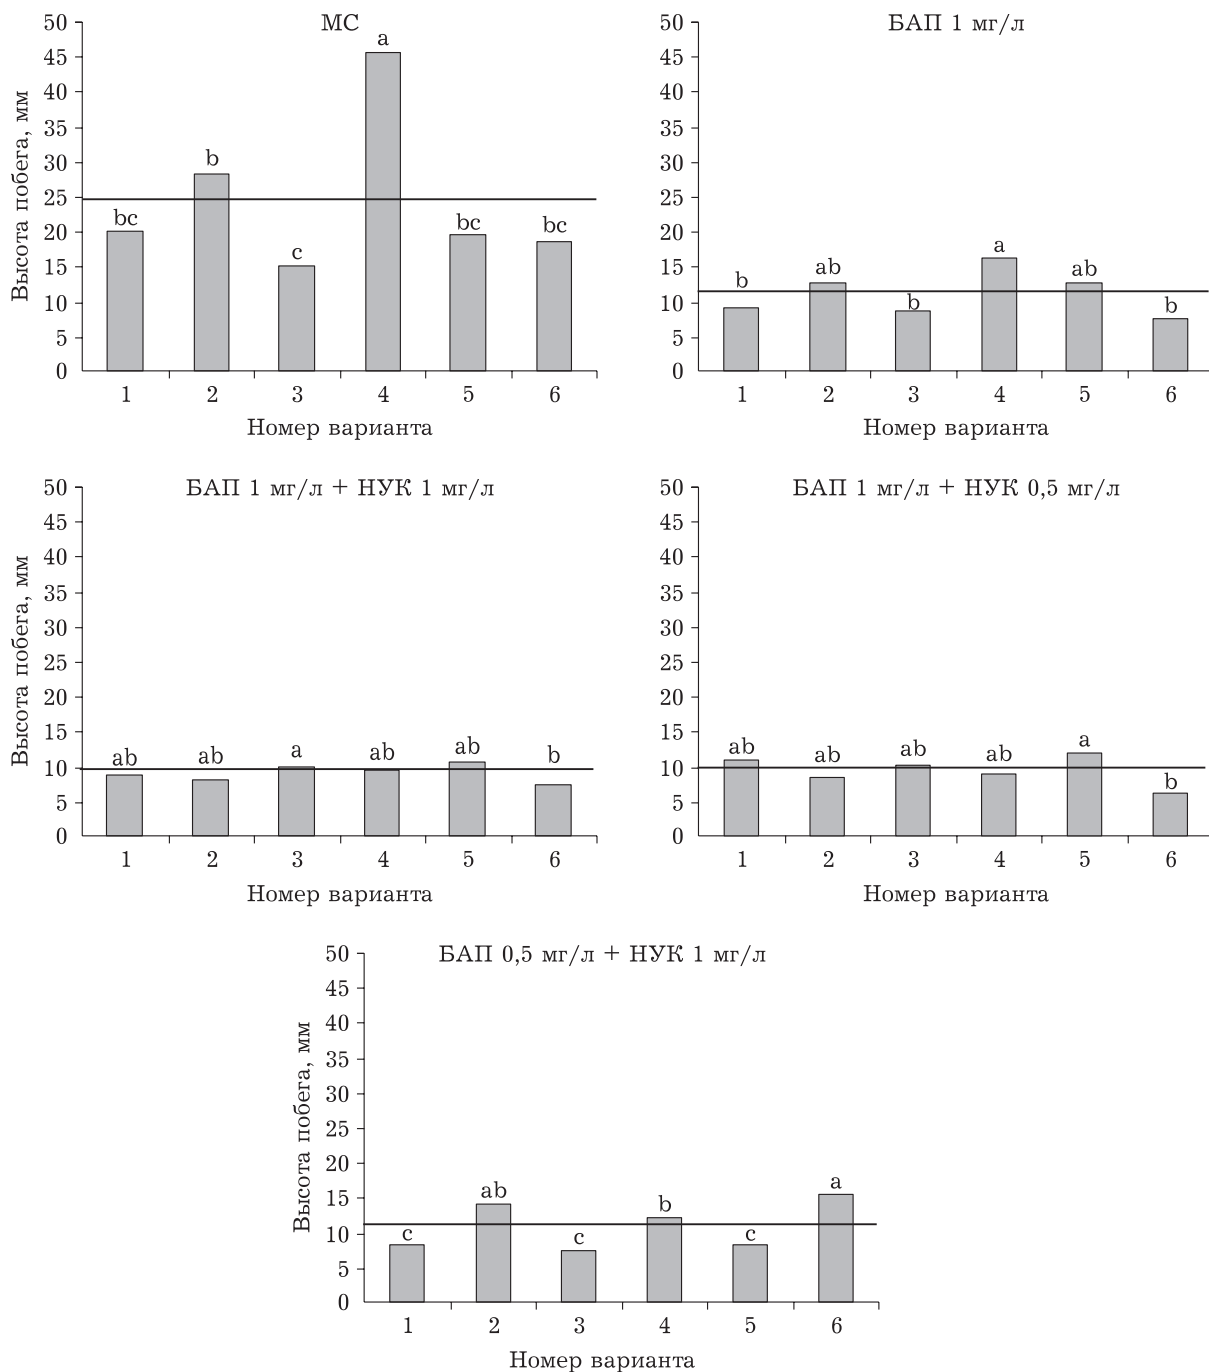 МС
Высота побега, мм
50
45
40
35
30
25
20
15
10
5
0
bc
b
c
a
bc
bc
1 2 3 4 5 6
Номер варианта
БАП 1 мг/л
50
45
40
35
30
25
20
15
10
5
0
b
ab
b
a
ab
b
1 2 3 4 5 6
Номер варианта
БАП 1 мг/л + НУК 1 мг/л
Высота побега, мм
50
45
40
35
30
25
20
15
10
5
0
ab
ab
a
ab
ab
b
1 2 3 4 5 6
Номер варианта
БАП 1 мг/л + НУК 0,5 мг/л
50
45
40
35
30
25
20
15
10
5
0
ab
ab
ab
ab
a
b
1 2 3 4 5 6
Номер варианта
БАП 0,5 мг/л + НУК 1 мг/л
Высота побега, мм
50
45
40
35
30
25
20
15
10
5
0
c
ab
c
b
c
a
1 2 3 4 5 6
Номер варианта